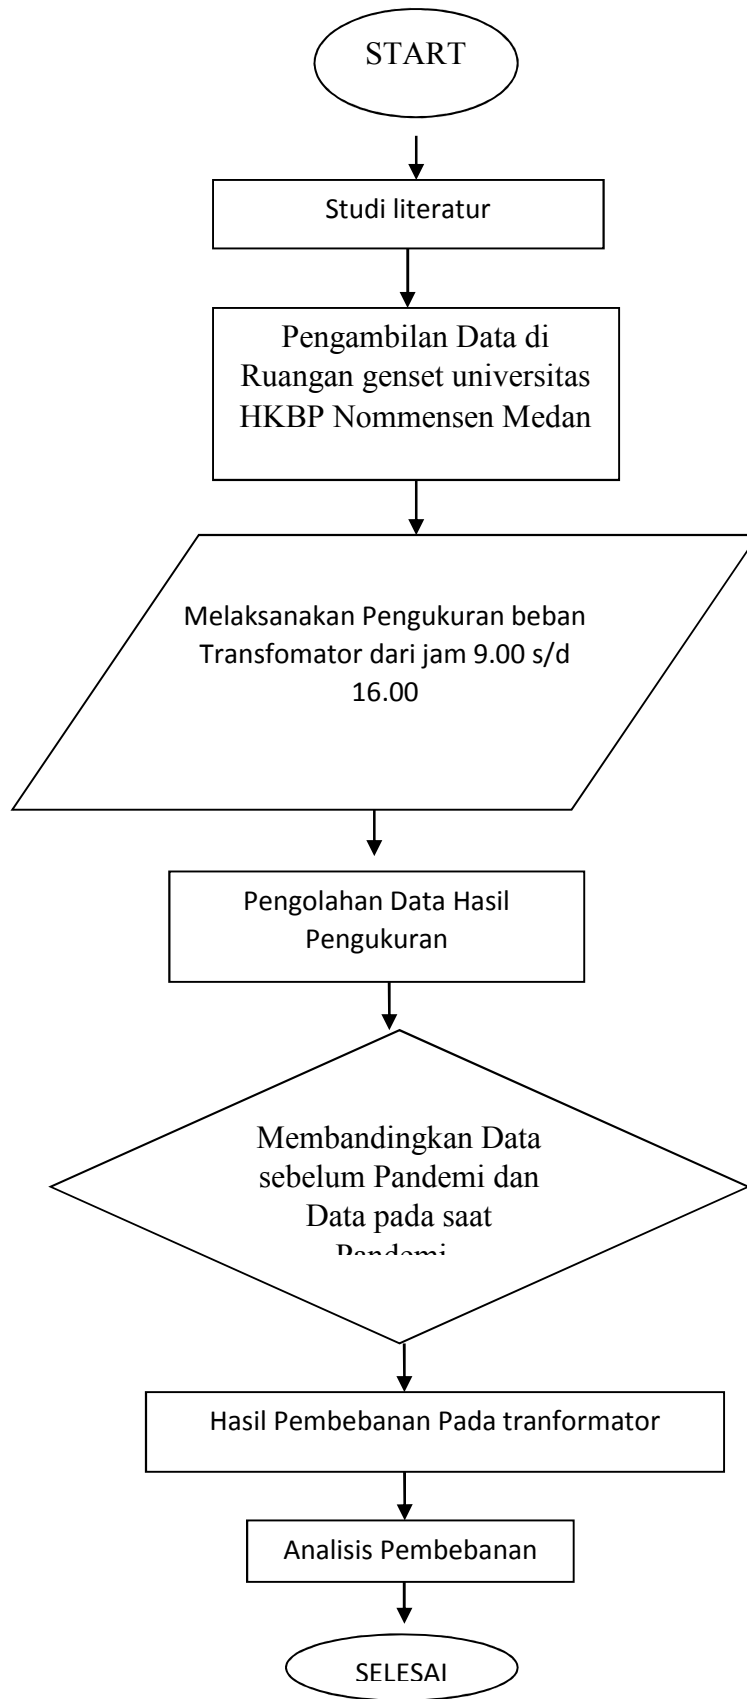 START
Studi literatur
Pengambilan Data di
Ruangan genset universitas
HKBP Nommensen Medan
Melaksanakan Pengukuran beban
Transfomator dari jam 9.00 s/d
16.00
Pengolahan Data Hasil
Pengukuran
Membandingkan Data
sebelum Pandemi dan
Data pada saat
Pandemi
Hasil Pembebanan Pada tranformator
Analisis Pembebanan
SELESAI